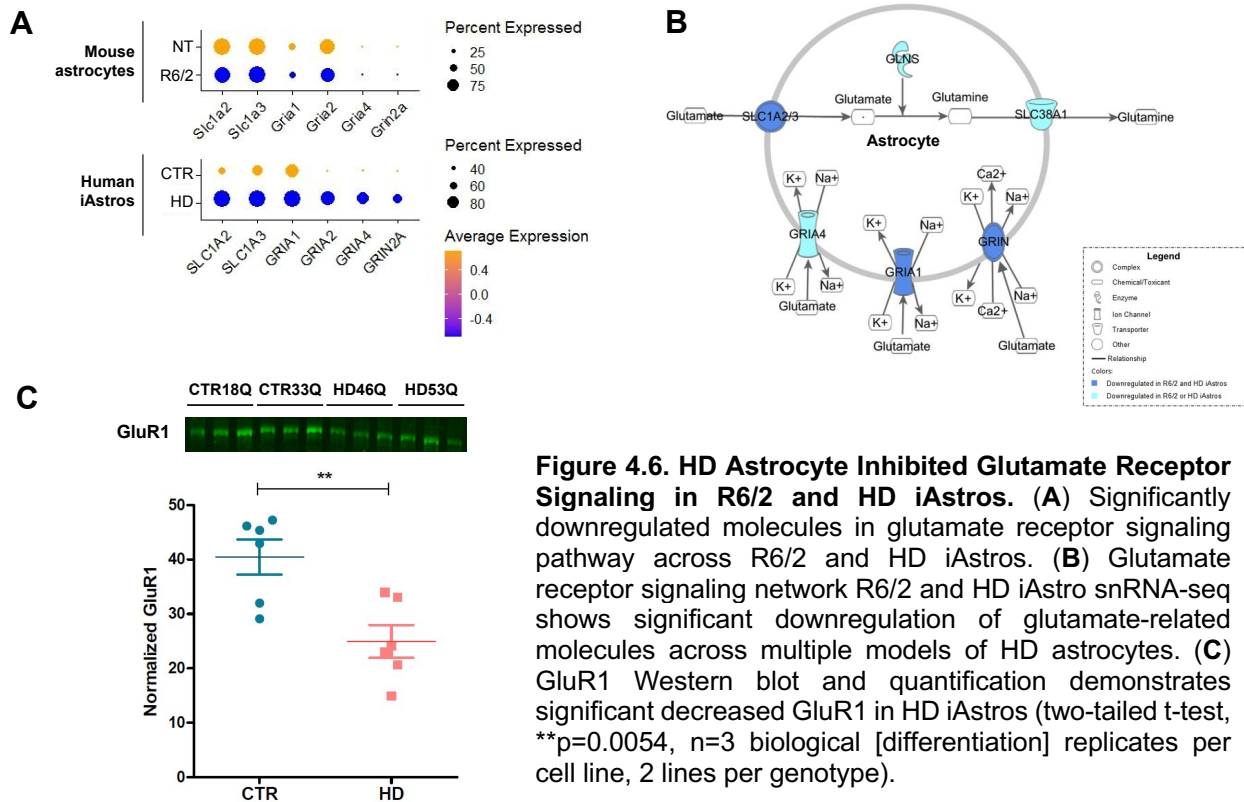 A
Mouse
astrocytes
NT
R6/2
Slc1a2 Slc1a3 Gria1 Gria2 Gria4 Grin2a
Percent Expressed
25
50
75
Human
iAstros
CTR
HD
SLC1A2 SLC1A3 GRIA1 GRIA2 GRIA4 GRIN2A
Percent Expressed
40
60
80
Average Expression
0.4
0.0
-0.4
B
GLNS
Glutamate SLC1A2/3 Glutamate Glutamine SLC38A1 Glutamine
Astrocyte
K+ Na+
GRIA4
K+ Na+
Glutamate
K+ Na+
GRIA1
K+ Na+
Glutamate
Ca2+
K+ Na+
GRIN
K+ Na+
Ca2+
Glutamate
Legend
Complex
Chemical/Toxicant
Enzyme
Ion Channel
Transporter
Other
Relationship
Colors:
Downregulated in R6/2 and HD iAstros
Downregulated in R6/2 or HD iAstros
C
CTR18Q CTR33Q HD46Q HD53Q
GluR1
**
Normalized GluR1
50
40
30
20
10
0
CTR HD
Figure 4.6. HD Astrocyte Inhibited Glutamate Receptor
Signaling in R6/2 and HD iAstros. (A) Significantly
downregulated molecules in glutamate receptor signaling
pathway across R6/2 and HD iAstros. (B) Glutamate
receptor signaling network R6/2 and HD iAstro snRNA-seq
shows significant downregulation of glutamate-related
molecules across multiple models of HD astrocytes. (C)
GluR1 Western blot and quantification demonstrates
significant decreased GluR1 in HD iAstros (two-tailed t-test,
**p=0.0054, n=3 biological [differentiation] replicates per
cell line, 2 lines per genotype).